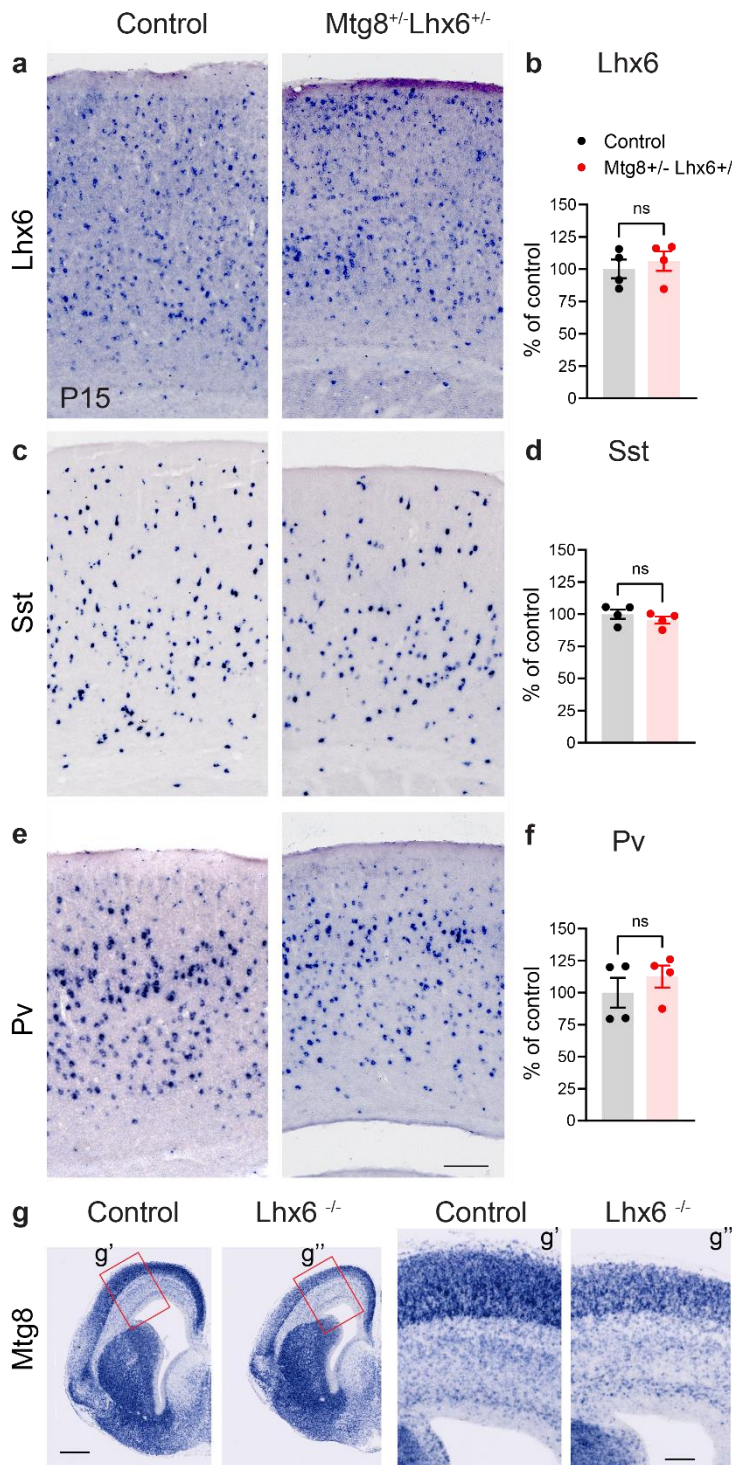 Control Mtg8+/-Lhx6+/-
a b Lhx6
Control
Mtg8+/- Lhx6+/
Lhx6
P15
ns
150
125
100
75
50
25
0
% of control
c d Sst
Sst
ns
150
125
100
75
50
25
0
% of control
e f Pv
Pv
ns
150
125
100
75
50
25
0
% of control
g Control Lhx6 -/- Control Lhx6 -/-
g' g" g' g"
Mtg8